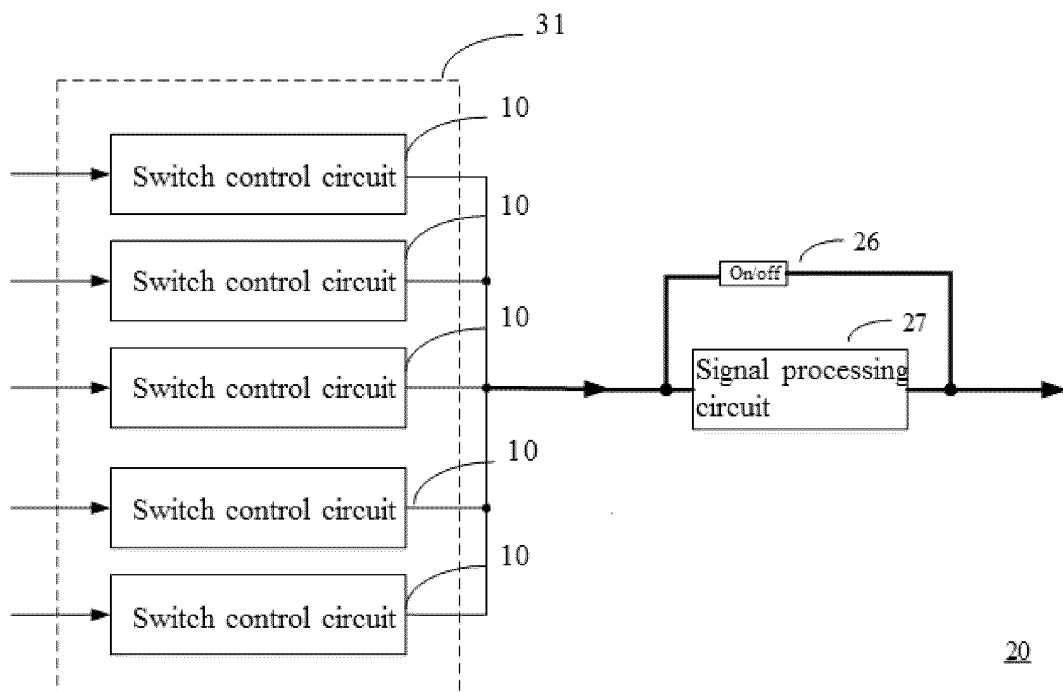 31
10
Switch control circuit
10
Switch control circuit
26
On/off
10
27
Switch control circuit
Signal processing
circuit
10
Switch control circuit
10
Switch control circuit
20